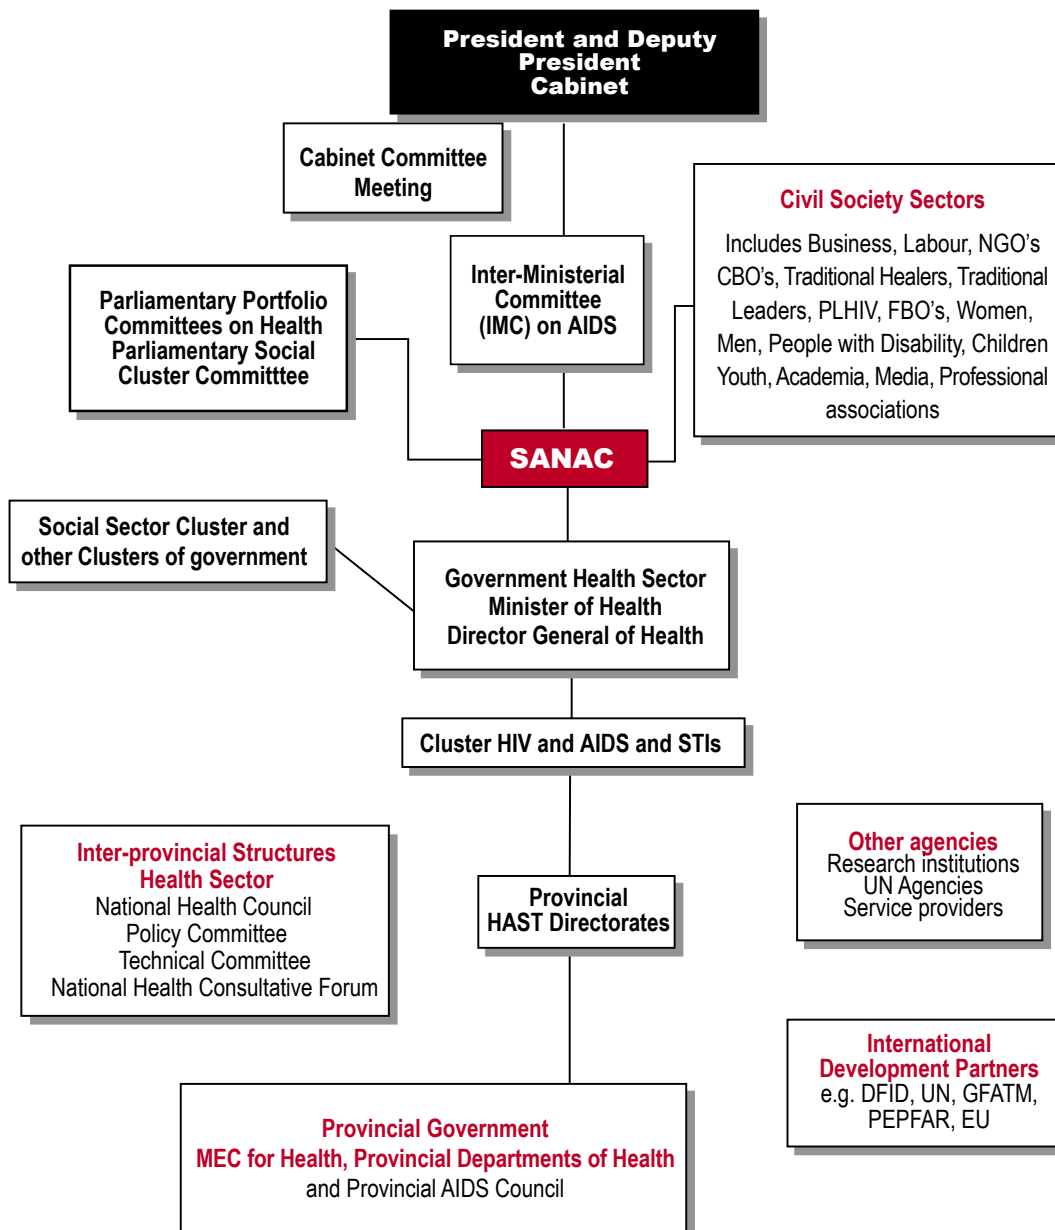 President and Deputy
President
Cabinet
Cabinet Committee
Meeting
Civil Society Sectors
Includes Business, Labour, NGO's
CBO's, Traditional Healers, Traditional
Leaders, PLHIV, FBO's, Women,
Men, People with Disability, Children
Youth, Academia, Media, Professional
associations
Inter-Ministerial
Committee
(IMC) on AIDS
Parliamentary Portfolio
Committees on Health
Parliamentary Social
Cluster Committtee
SANAC
Social Sector Cluster and
other Clusters of government
Government Health Sector
Minister of Health
Director General of Health
Cluster HIV and AIDS and STIs
Inter-provincial Structures
Health Sector
National Health Council
Policy Committee
Technical Committee
National Health Consultative Forum
Provincial
HAST Directorates
Other agencies
Research institutions
UN Agencies
Service providers
International
Development Partners
e.g. DFID, UN, GFATM,
PEPFAR, EU
Provincial Government
MEC for Health, Provincial Departments of Health
and Provincial AIDS Council